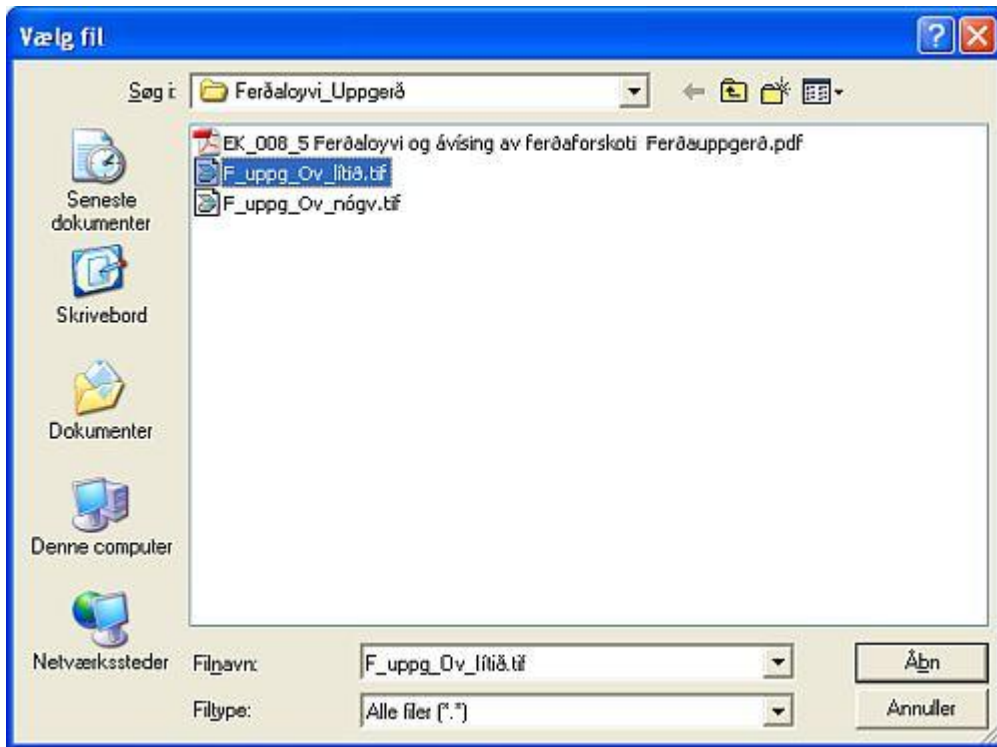 Vælg fil
Søg i: Ferðaloyvi_Uppgerð
EK_008_5 Ferðaloyvi og ávísing av ferðaforskoti Ferðauppgerð.pdf
F_uppg_Ov_lítið.tif
F_uppg_Ov_nógv.tif
Seneste
dokumenter
Skrivebord
Dokumenter
Denne computer
Netværkssteder
Filnavn: F_uppg_Ov_lítið.tif Åbn
Filtype: Alle filer (*.*) Annuller